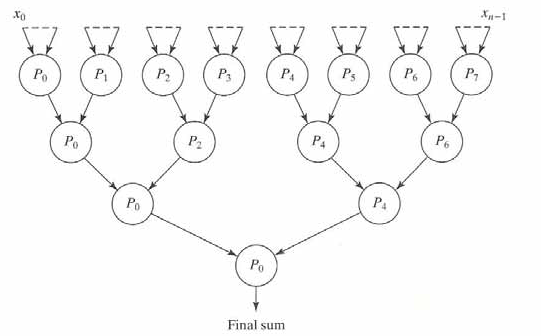 x₀ xₙ₋₁
P₀ P₁ P₂ P₃ P₄ P₅ P₆ P₇
P₀ P₂ P₄ P₆
P₀ P₄
P₀
Final sum